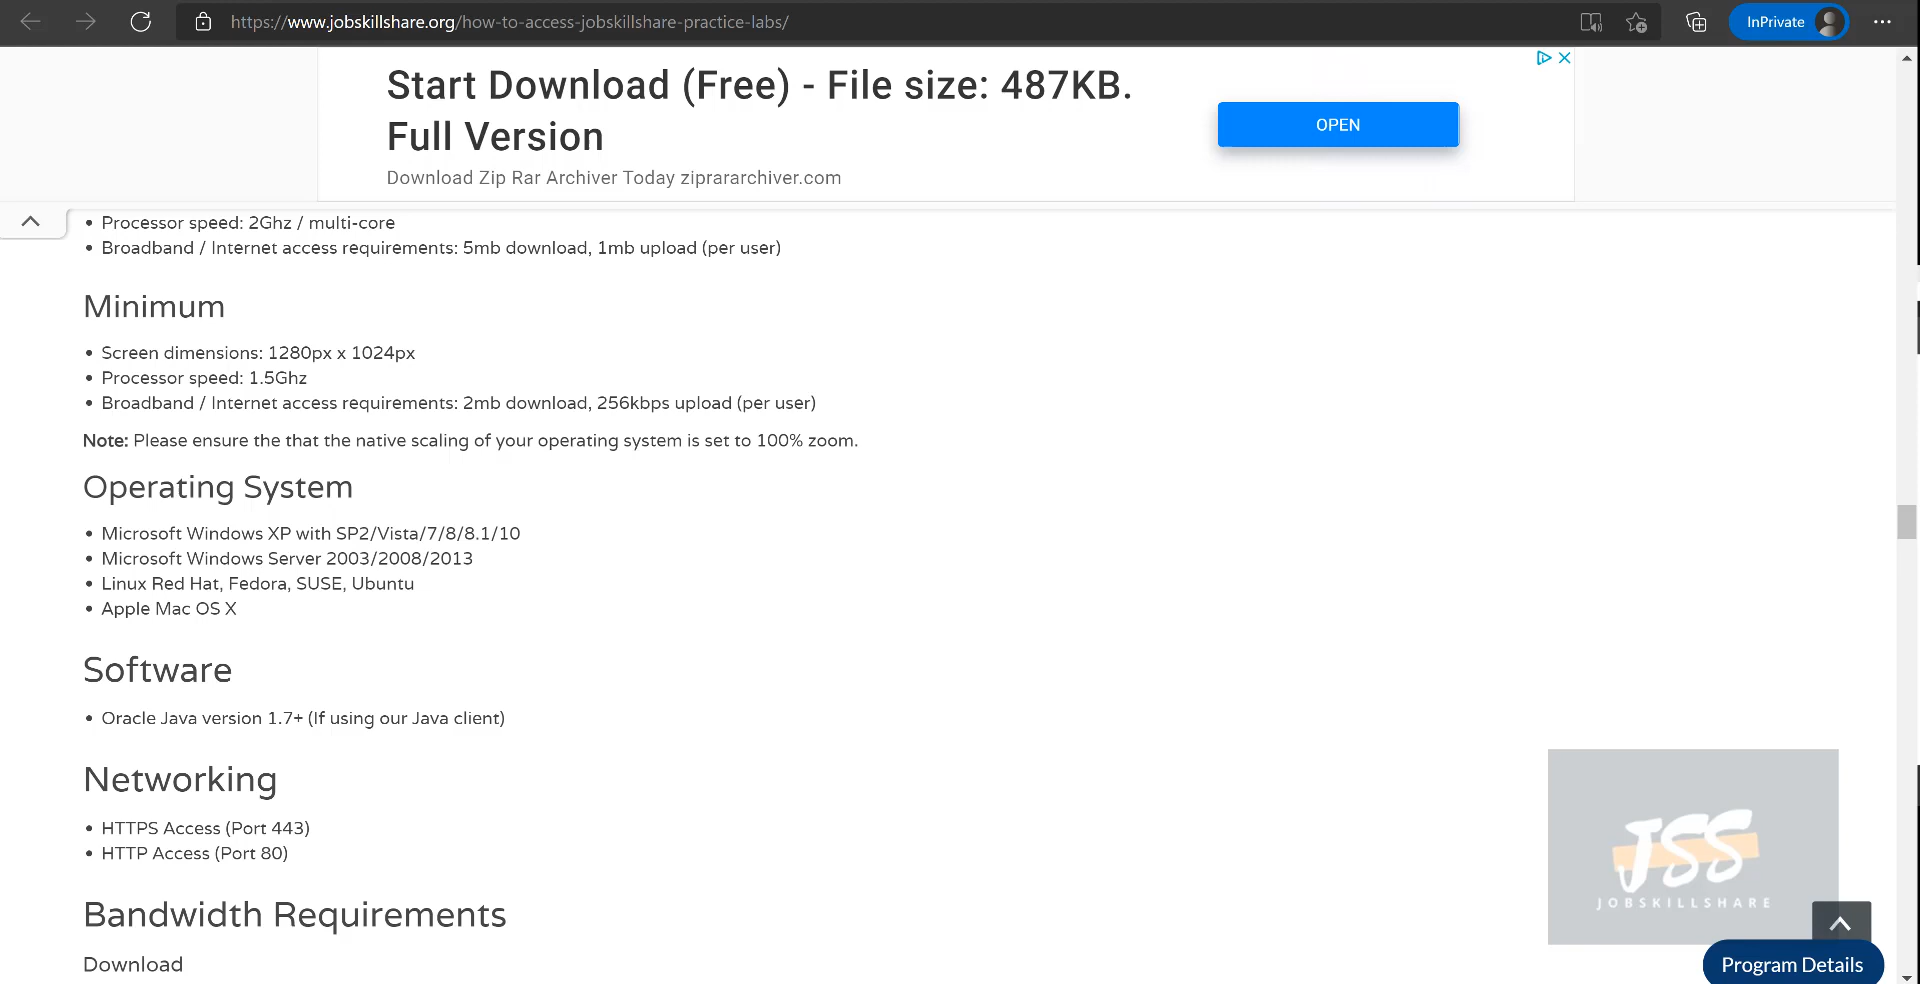 https://www.jobskillshare.org/how-to-access-jobskillshare-practice-labs/
InPrivate
Start Download (Free) - File size: 487KB.
Full Version
OPEN
Download Zip Rar Archiver Today ziprararchiver.com
• Processor speed: 2Ghz / multi-core
• Broadband / Internet access requirements: 5mb download, 1mb upload (per user)
Minimum
• Screen dimensions: 1280px x 1024px
• Processor speed: 1.5Ghz
• Broadband / Internet access requirements: 2mb download, 256kbps upload (per user)
Note: Please ensure the that the native scaling of your operating system is set to 100% zoom.
Operating System
• Microsoft Windows XP with SP2/Vista/7/8/8.1/10
• Microsoft Windows Server 2003/2008/2013
• Linux Red Hat, Fedora, SUSE, Ubuntu
• Apple Mac OS X
Software
• Oracle Java version 1.7+ (If using our Java client)
Networking
• HTTPS Access (Port 443)
• HTTP Access (Port 80)
JSS
JOBSKILLSHARE
Bandwidth Requirements
Download
Program Details